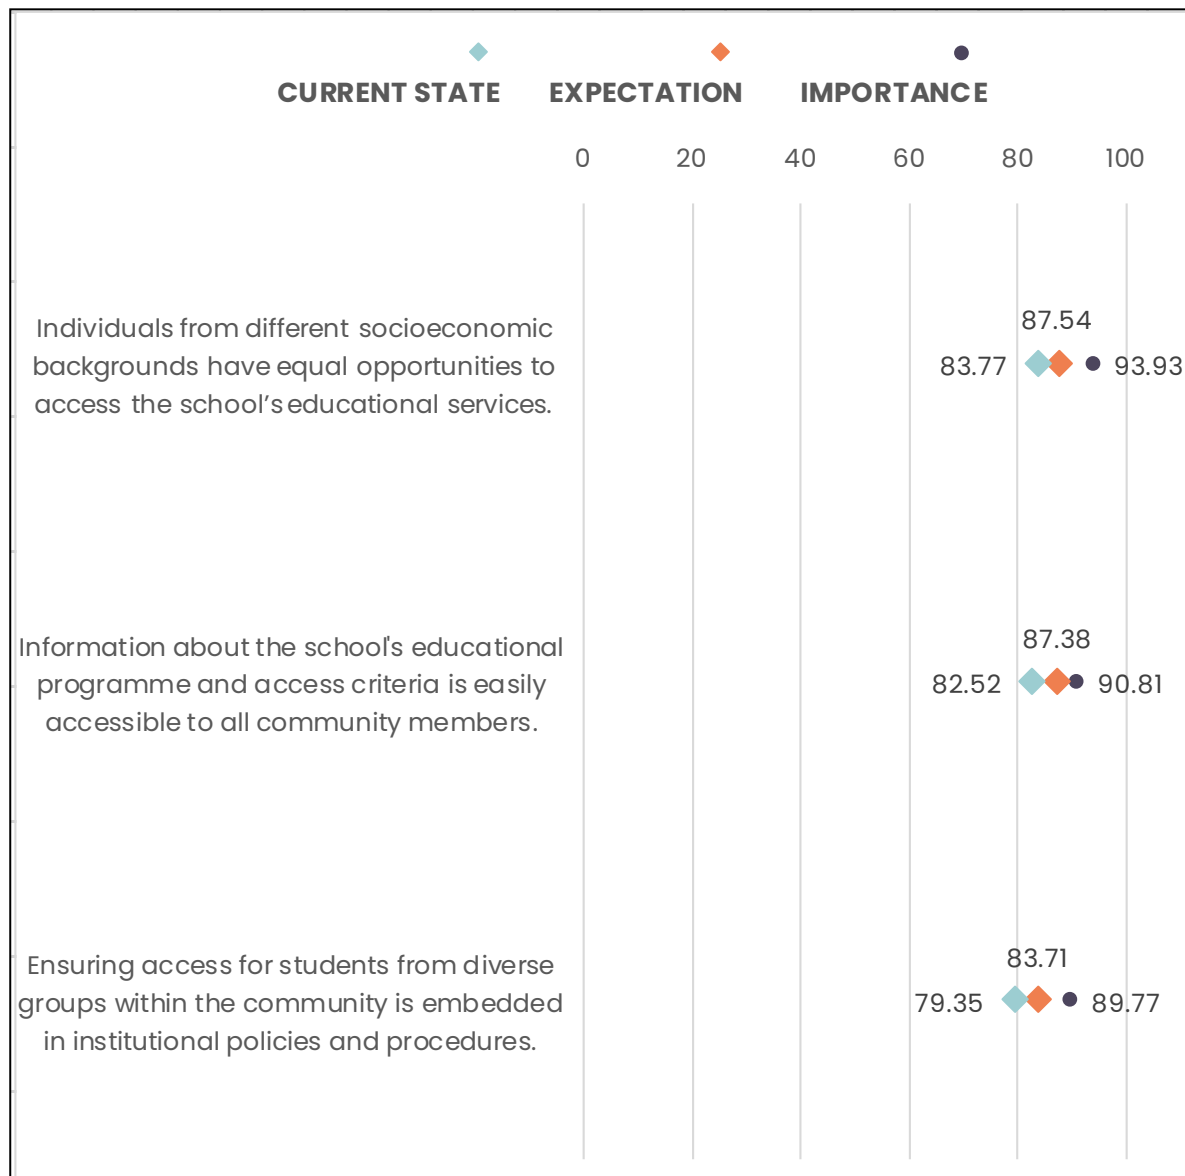 CURRENT STATE EXPECTATION IMPORTANCE
0 20 40 60 80 100
Individuals from different socioeconomic
backgrounds have equal opportunities to
access the school’s educational services.
87.54
83.77 93.93
Information about the school's educational
programme and access criteria is easily
accessible to all community members.
87.38
82.52 90.81
Ensuring access for students from diverse
groups within the community is embedded
in institutional policies and procedures.
83.71
79.35 89.77